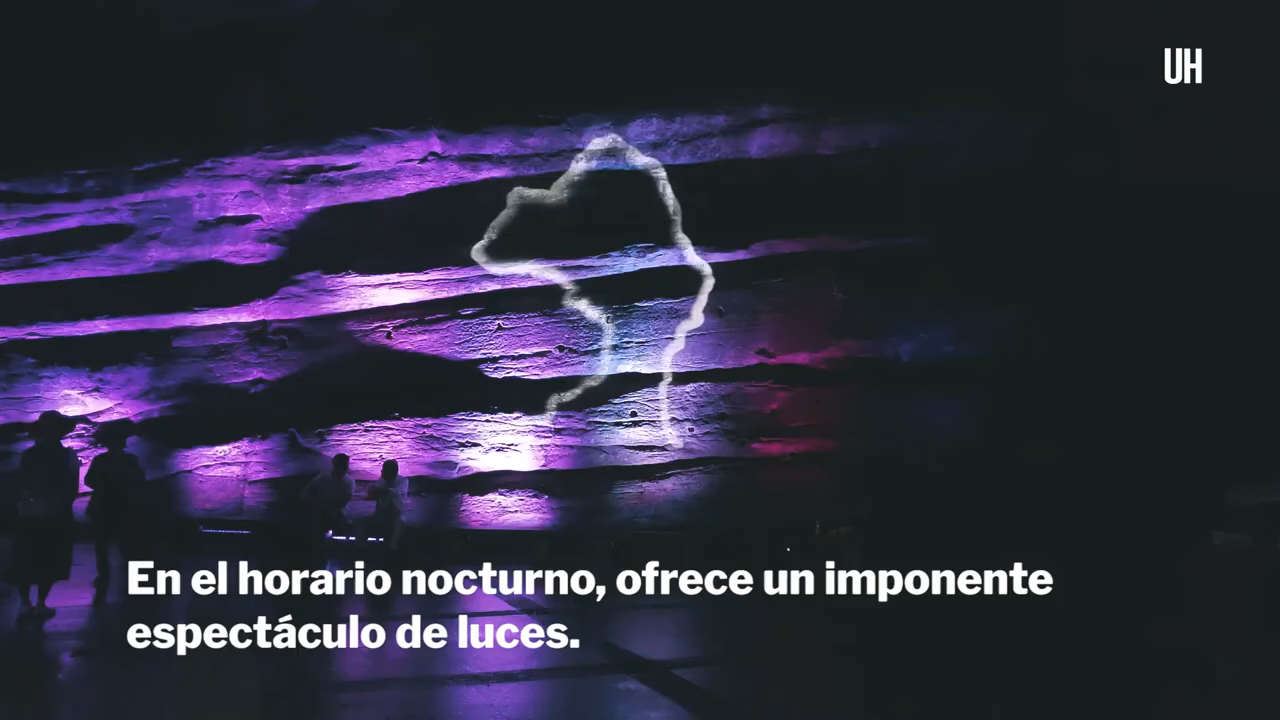 UH
En el horario nocturno, ofrece un imponente
espectáculo de luces.